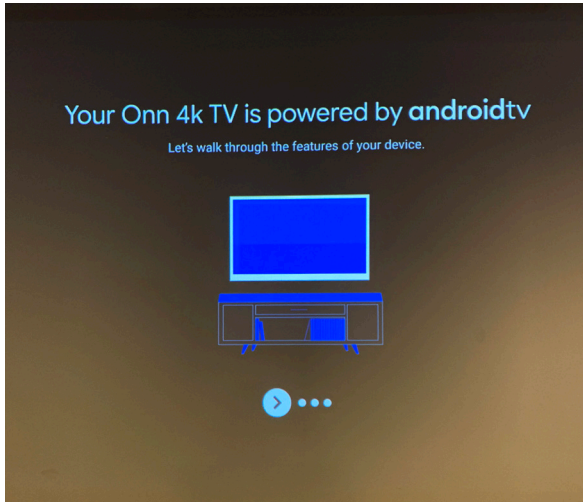 Your Onn 4k TV is powered by androidtv
Let's walk through the features of your device.